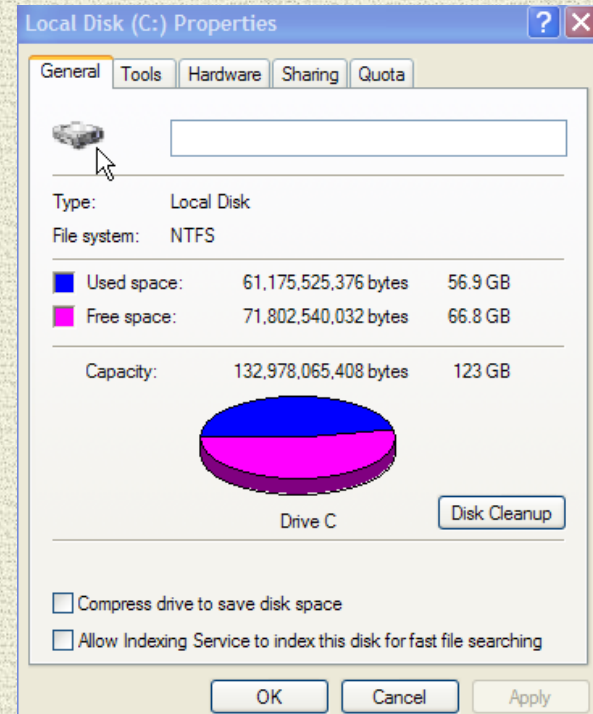 Local Disk (C:) Properties
General Tools Hardware Sharing Quota
Type: Local Disk
File system: NTFS
Used space: 61,175,525,376 bytes 56.9 GB
Free space: 71,802,540,032 bytes 66.8 GB
Capacity: 132,978,065,408 bytes 123 GB
Drive C
Disk Cleanup
Compress drive to save disk space
Allow Indexing Service to index this disk for fast file searching
OK Cancel Apply